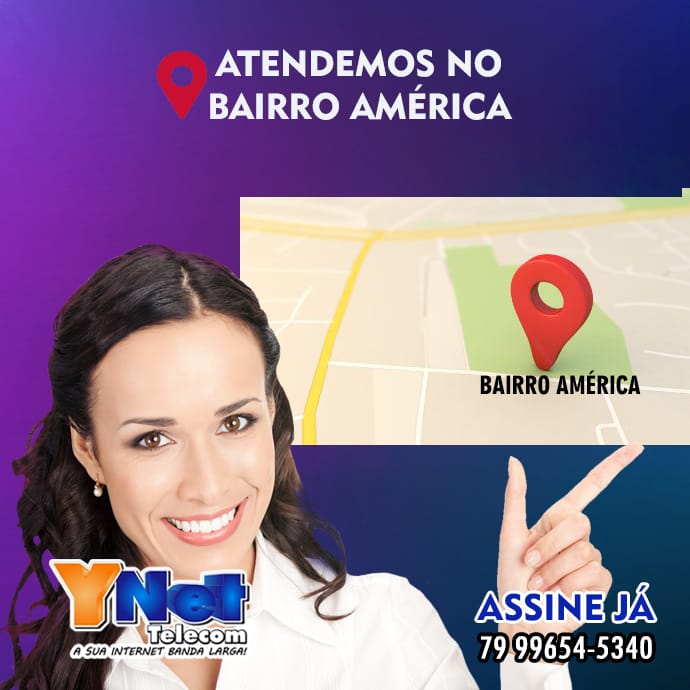 ATENDEMOS NO
BAIRRO AMÉRICA
BAIRRO AMÉRICA
YNet
Telecom
A SUA INTERNET BANDA LARGA!
ASSINE JÁ
79 99654-5340